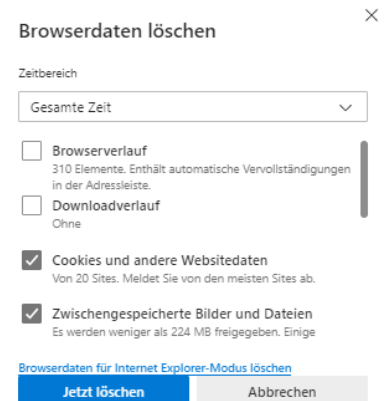 Browserdaten löschen
Zeitbereich
Gesamte Zeit
Browserverlauf
310 Elemente. Enthält automatische Vervollständigungen
in der Adressleiste.
Downloadverlauf
Ohne
Cookies und andere Websitedaten
Von 20 Sites. Meldet Sie von den meisten Sites ab.
Zwischengespeicherte Bilder und Dateien
Es werden weniger als 224 MB freigegeben. Einige
Browserdaten für Internet Explorer-Modus löschen
Jetzt löschen
Abbrechen